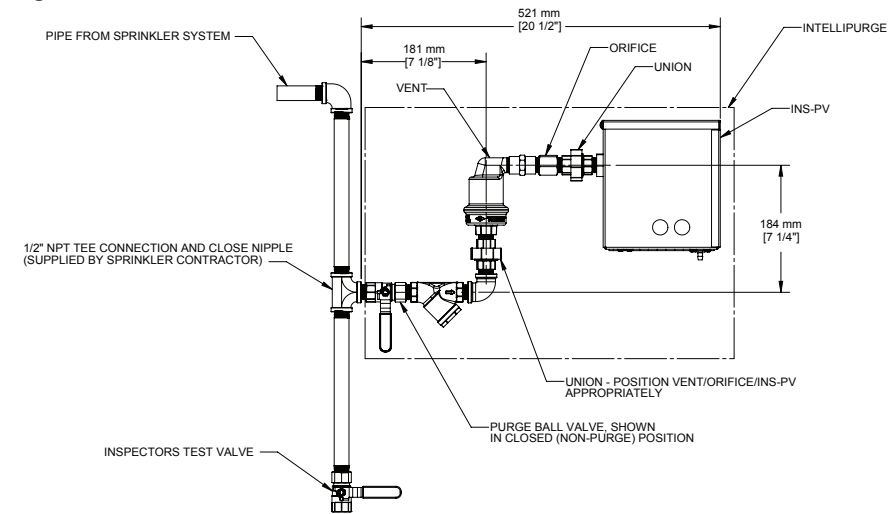 521 mm
[20 1/2"]
PIPE FROM SPRINKLER SYSTEM
INTELLIPURGE
181 mm
[7 1/8"]
ORIFICE
UNION
VENT
INS-PV
184 mm
[7 1/4"]
1/2" NPT TEE CONNECTION AND CLOSE NIPPLE
(SUPPLIED BY SPRINKLER CONTRACTOR)
UNION - POSITION VENT/ORIFICE/INS-PV
APPROPRIATELY
PURGE BALL VALVE, SHOWN
IN CLOSED (NON-PURGE) POSITION
INSPECTORS TEST VALVE